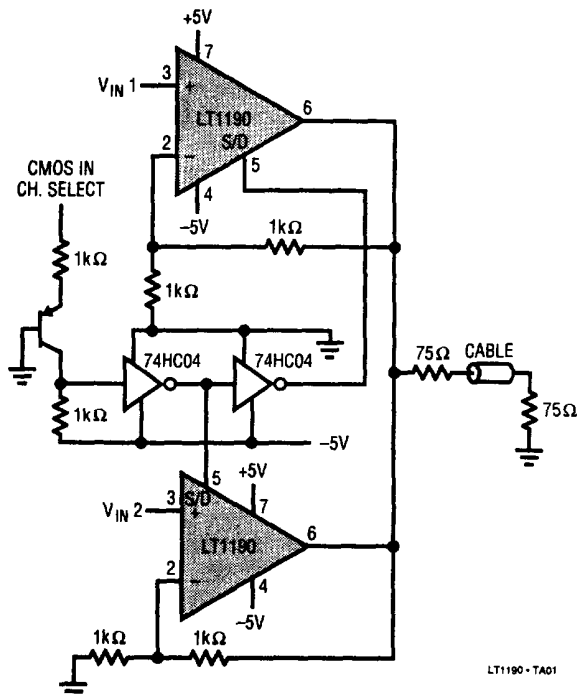 +5V
7
V_IN 1
3
+
6
LT1190
S/D
2
−
5
4
−5V
CMOS IN
CH. SELECT
1kΩ
1kΩ
1kΩ
74HC04
74HC04
75Ω
CABLE
75Ω
1kΩ
−5V
+5V
5
S/D
7
V_IN 2
3
+
6
LT1190
2
−
4
−5V
1kΩ
1kΩ
LT1190 • TA01